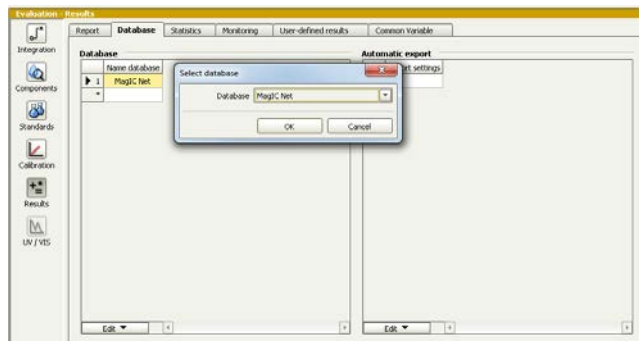 Evaluation - Results
Report Database Statistics Monitoring User-defined results Common Variable
Integration
Components
Standards
Calibration
Results
UV / VIS
Database
Name database
1 MagIC Net
*
Edit
Automatic export
settings
Edit
Select database
Database MagIC Net
OK Cancel